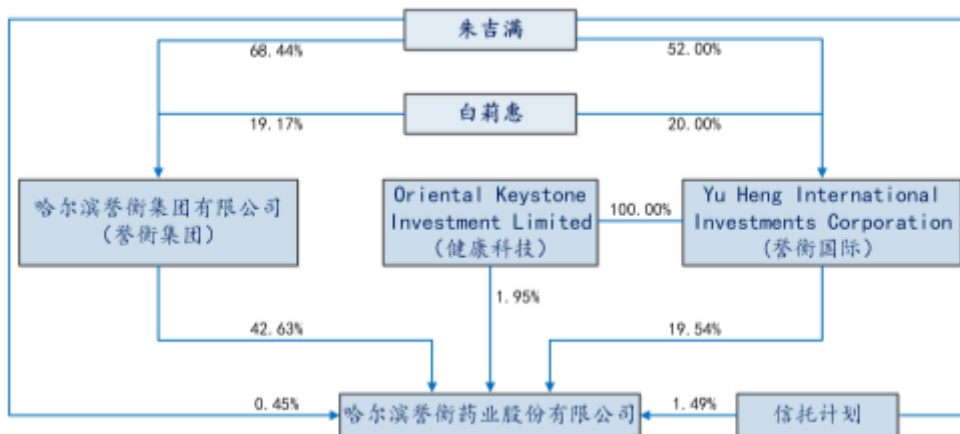 朱吉满
68.44%
52.00%
白莉惠
19.17%
20.00%
哈尔滨誉衡集团有限公司
(誉衡集团)
Oriental Keystone
Investment Limited
(健康科技)
100.00%
Yu Heng International
Investments Corporation
(誉衡国际)
1.95%
42.63%
19.54%
0.45%
哈尔滨誉衡药业股份有限公司
1.49%
信托计划